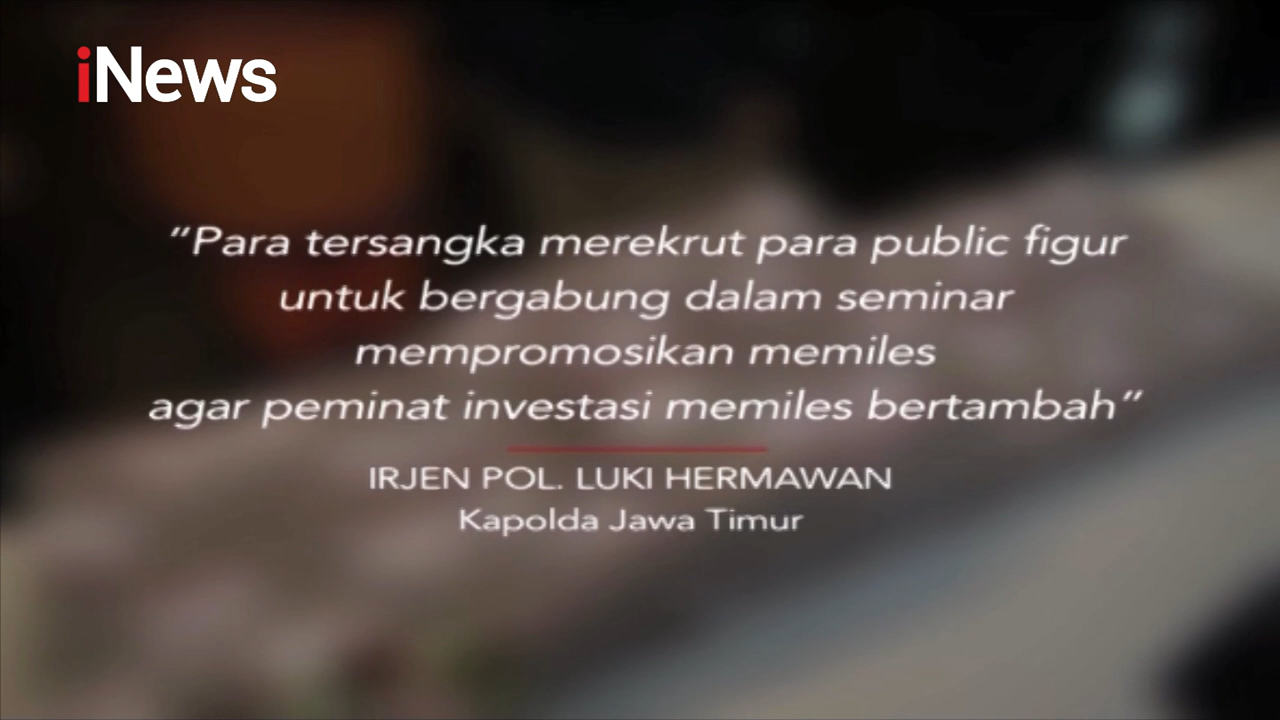 iNews
“Para tersangka merekrut para public figur
untuk bergabung dalam seminar
mempromosikan memiles
agar peminat investasi memiles bertambah”
IRJEN POL. LUKI HERMAWAN
Kapolda Jawa Timur